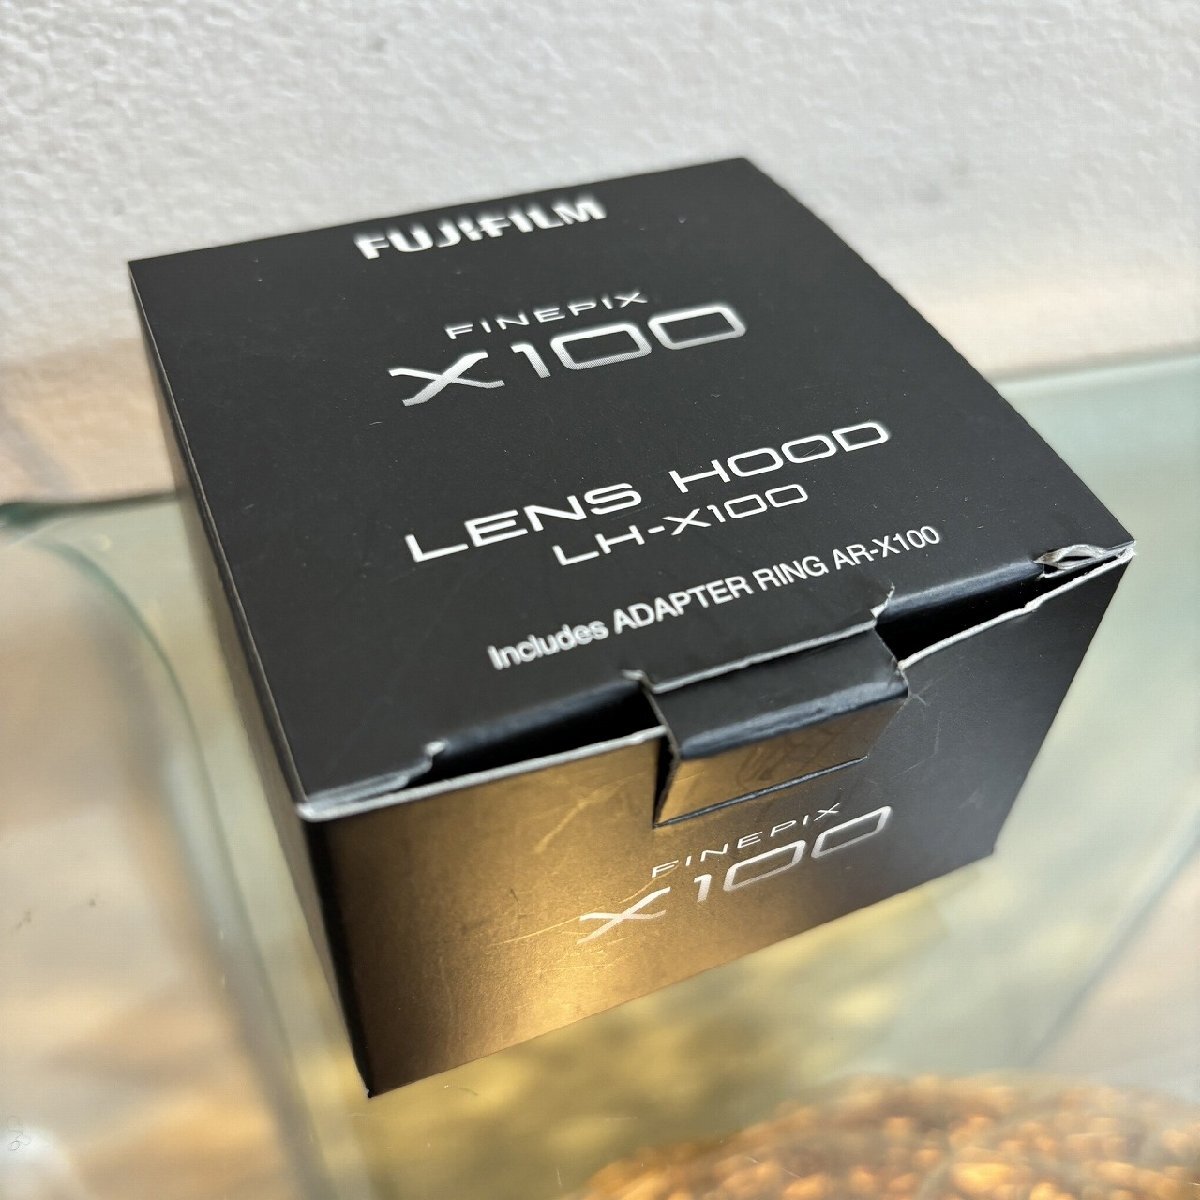 FUJIFILM
FINEPIX
X100
LENS HOOD
LH-X100
Includes ADAPTER RING AR-X100
FINEPIX
X100